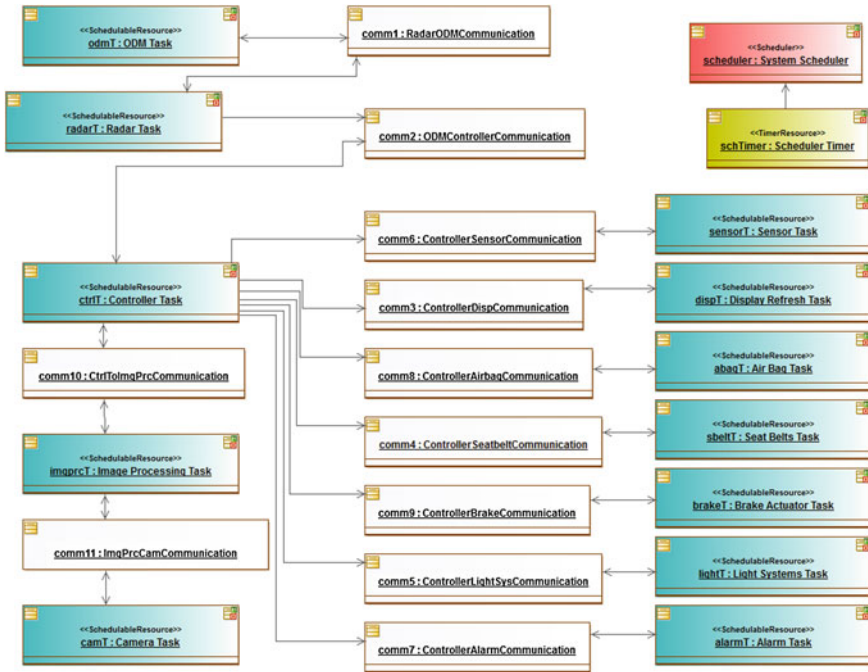 <<SchedulableResource>>
odmT : ODM Task
comm1 : RadarODMCommunication
<<Scheduler>>
scheduler : System Scheduler
<<SchedulableResource>>
radarT : Radar Task
comm2 : ODMControllerCommunication
<<TimerResource>>
schTimer : Scheduler Timer
comm6 : ControllerSensorCommunication
<<SchedulableResource>>
sensorT : Sensor Task
<<SchedulableResource>>
ctrlT : Controller Task
comm3 : ControllerDispCommunication
<<SchedulableResource>>
dispT : Display Refresh Task
comm10 : CtrlToImgPrcCommunication
comm8 : ControllerAirbagCommunication
<<SchedulableResource>>
abagT : Air Bag Task
<<SchedulableResource>>
imgprcT : Image Processing Task
comm4 : ControllerSeatbeltCommunication
<<SchedulableResource>>
sbeltT : Seat Belts Task
comm9 : ControllerBrakeCommunication
<<SchedulableResource>>
brakeT : Brake Actuator Task
comm11 : ImgPrcCamCommunication
comm5 : ControllerLightSysCommunication
<<SchedulableResource>>
lightT : Light Systems Task
<<SchedulableResource>>
camT : Camera Task
comm7 : ControllerAlarmCommunication
<<SchedulableResource>>
alarmT : Alarm Task